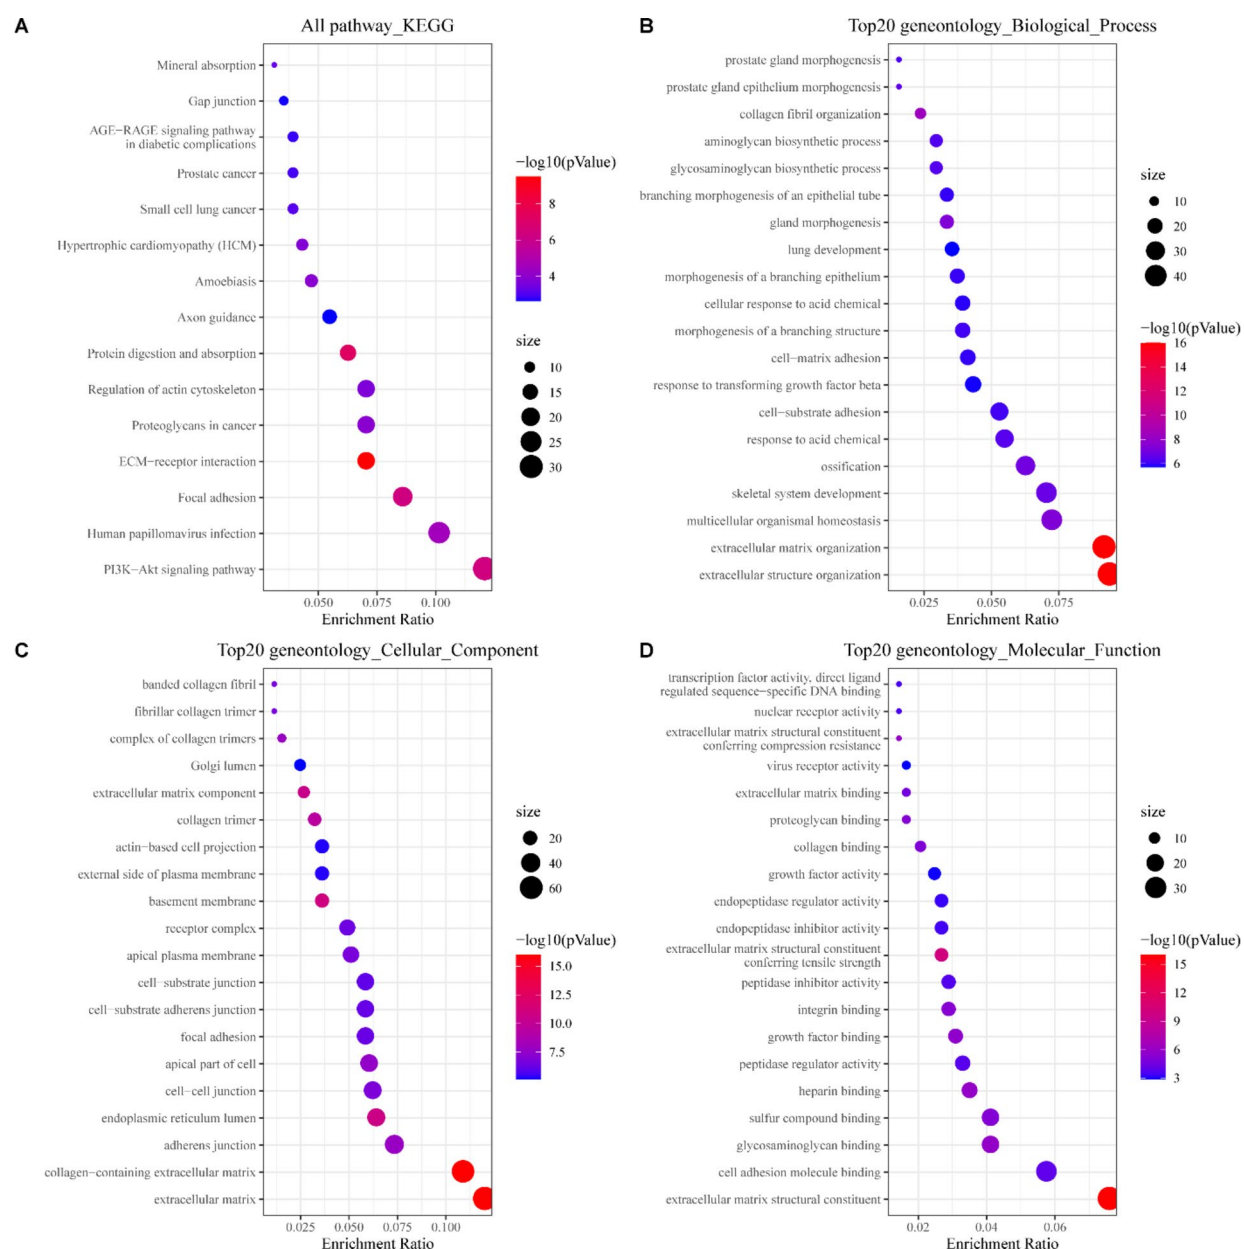 A
All pathway_KEGG
Mineral absorption
Gap junction
AGE−RAGE signaling pathway
in diabetic complications
Prostate cancer
Small cell lung cancer
Hypertrophic cardiomyopathy (HCM)
Amoebiasis
Axon guidance
Protein digestion and absorption
Regulation of actin cytoskeleton
Proteoglycans in cancer
ECM−receptor interaction
Focal adhesion
Human papillomavirus infection
PI3K−Akt signaling pathway
0.050 0.075 0.100
Enrichment Ratio
−log10(pValue)
8
6
4
size
10
15
20
25
30
B
Top20 geneontology_Biological_Process
prostate gland morphogenesis
prostate gland epithelium morphogenesis
collagen fibril organization
aminoglycan biosynthetic process
glycosaminoglycan biosynthetic process
branching morphogenesis of an epithelial tube
gland morphogenesis
lung development
morphogenesis of a branching epithelium
cellular response to acid chemical
morphogenesis of a branching structure
cell−matrix adhesion
response to transforming growth factor beta
cell−substrate adhesion
response to acid chemical
ossification
skeletal system development
multicellular organismal homeostasis
extracellular matrix organization
extracellular structure organization
0.025 0.050 0.075
Enrichment Ratio
size
10
20
30
40
−log10(pValue)
16
14
12
10
8
6
C
Top20 geneontology_Cellular_Component
banded collagen fibril
fibrillar collagen trimer
complex of collagen trimers
Golgi lumen
extracellular matrix component
collagen trimer
actin−based cell projection
external side of plasma membrane
basement membrane
receptor complex
apical plasma membrane
cell−substrate junction
cell−substrate adherens junction
focal adhesion
apical part of cell
cell−cell junction
endoplasmic reticulum lumen
adherens junction
collagen−containing extracellular matrix
extracellular matrix
0.025 0.050 0.075 0.100
Enrichment Ratio
size
20
40
60
−log10(pValue)
15.0
12.5
10.0
7.5
D
Top20 geneontology_Molecular_Function
transcription factor activity, direct ligand
regulated sequence−specific DNA binding
nuclear receptor activity
extracellular matrix structural constituent
conferring compression resistance
virus receptor activity
extracellular matrix binding
proteoglycan binding
collagen binding
growth factor activity
endopeptidase regulator activity
endopeptidase inhibitor activity
extracellular matrix structural constituent
conferring tensile strength
peptidase inhibitor activity
integrin binding
growth factor binding
peptidase regulator activity
heparin binding
sulfur compound binding
glycosaminoglycan binding
cell adhesion molecule binding
extracellular matrix structural constituent
0.02 0.04 0.06
Enrichment Ratio
size
10
20
30
−log10(pValue)
15
12
9
6
3